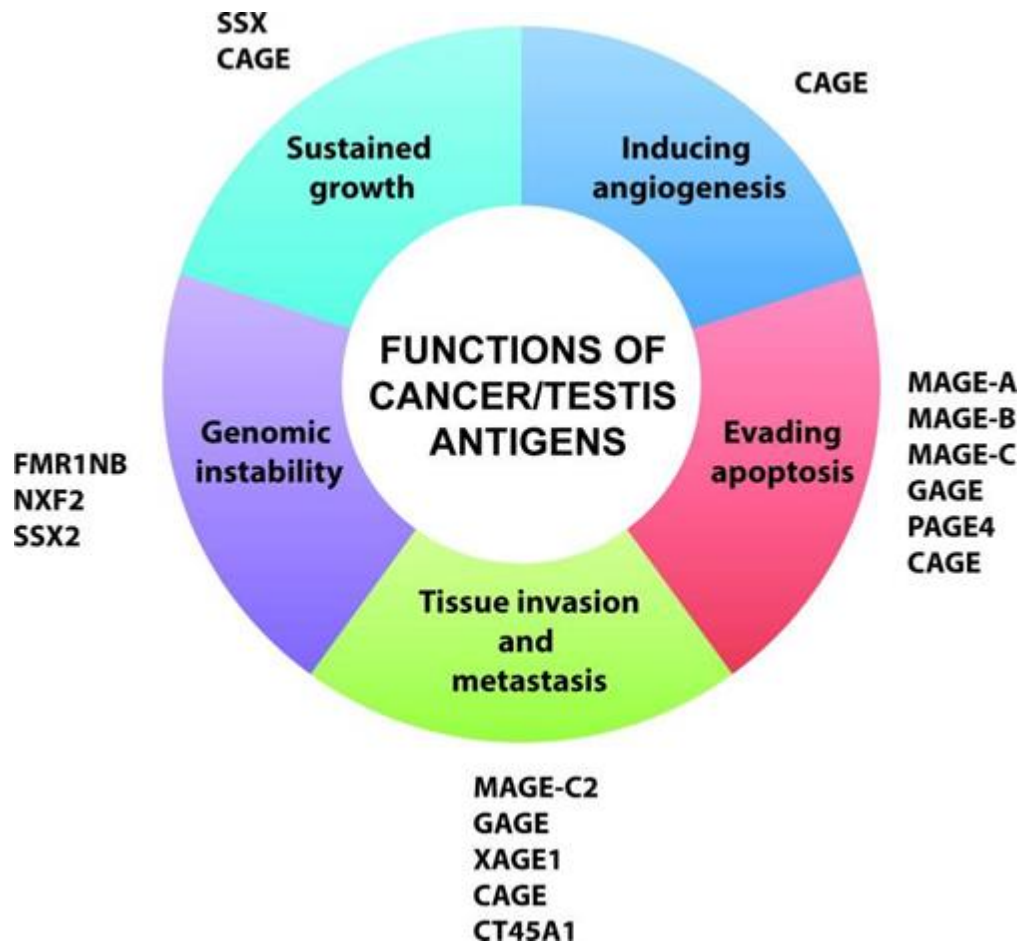 SSX
CAGE
CAGE
Sustained
growth
Inducing
angiogenesis
FUNCTIONS OF
CANCER/TESTIS
ANTIGENS
Genomic
instability
Evading
apoptosis
MAGE-A
MAGE-B
MAGE-C
GAGE
PAGE4
CAGE
FMR1NB
NXF2
SSX2
Tissue invasion
and
metastasis
MAGE-C2
GAGE
XAGE1
CAGE
CT45A1